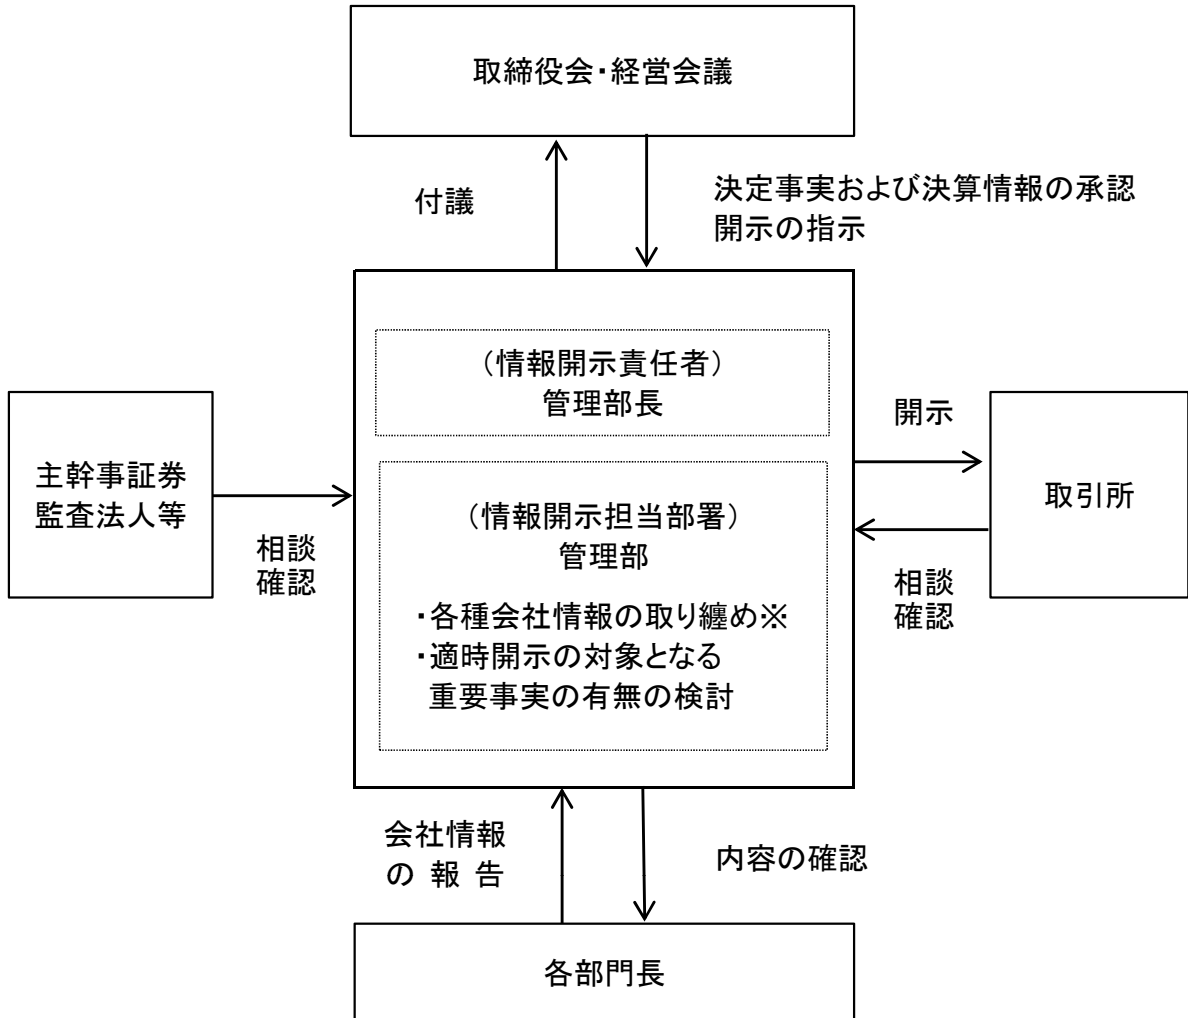 取締役会・経営会議
付議
決定事実および決算情報の承認
開示の指示
（情報開示責任者）
管理部長
主幹事証券
監査法人等
相談
確認
（情報開示担当部署）
管理部
・各種会社情報の取り纏め※
・適時開示の対象となる
重要事実の有無の検討
開示
取引所
相談
確認
会社情報
の 報 告
内容の確認
各部門長